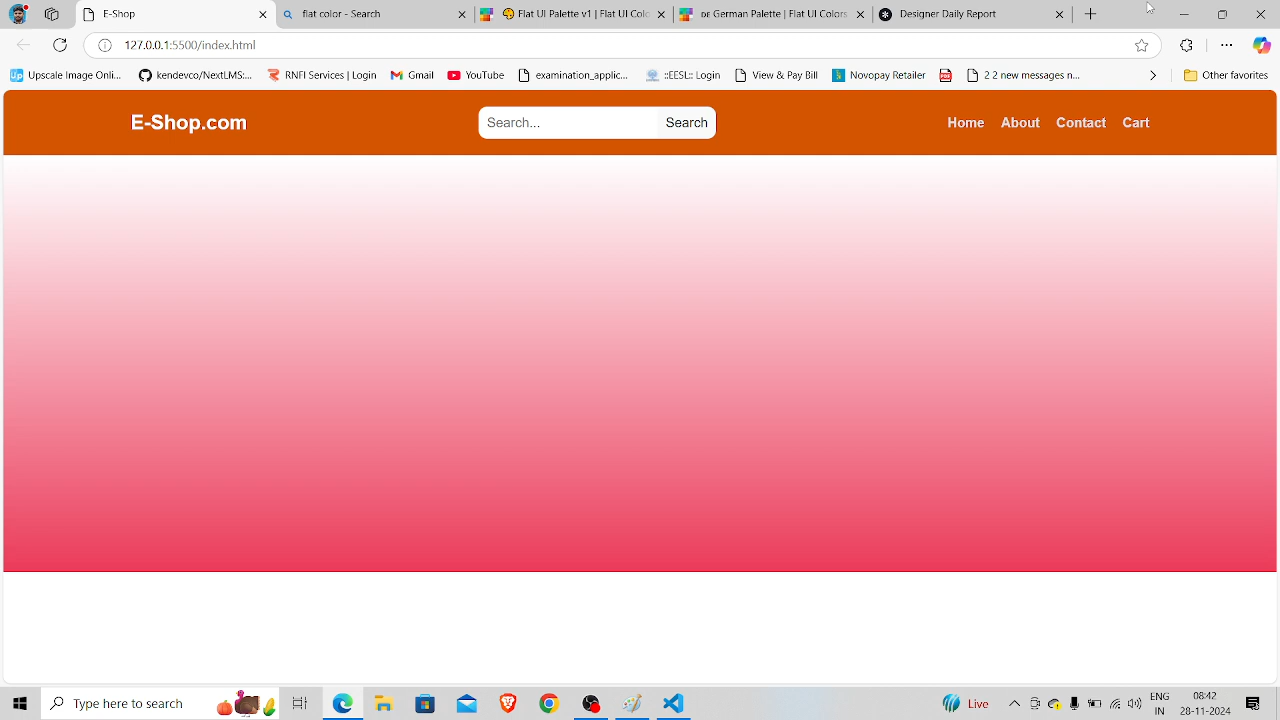 E-Shop
flat color - Search
Flat UI Palette v1 | Flat UI Colo
German Palette | Flat UI Colors
Designer Daily Report
127.0.0.1:5500/index.html
Upscale Image Onli...
kendevco/NextLMS...
RNFI Services | Login
Gmail
YouTube
examination_applic...
::EESL:: Login
View & Pay Bill
Novopay Retailer
2 2 new messages n...
Other favorites
E-Shop.com
Search...
Search
Home
About
Contact
Cart
Type here to search
Live
ENG
IN
08:42
28-11-2024